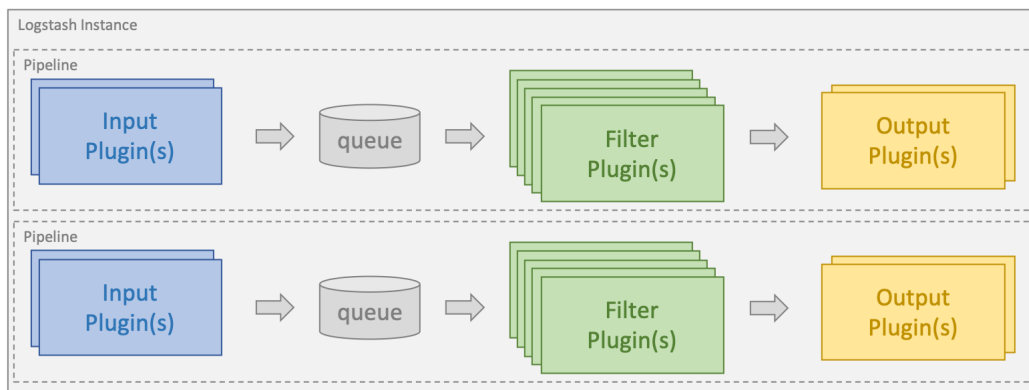 Logstash Instance
Pipeline
Input
Plugin(s)
queue
Filter
Plugin(s)
Output
Plugin(s)
Pipeline
Input
Plugin(s)
queue
Filter
Plugin(s)
Output
Plugin(s)